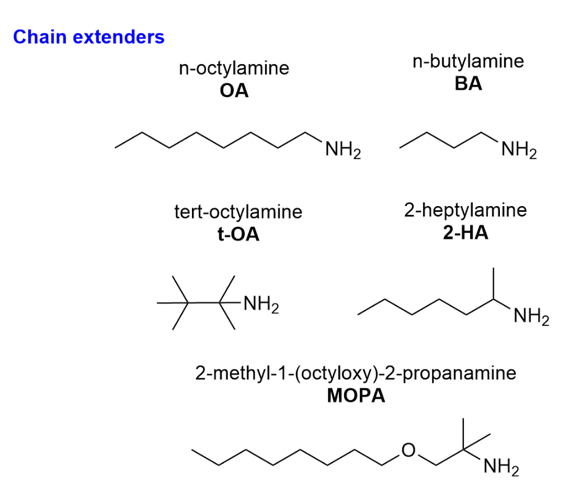 Chain extenders
n-octylamine
OA
n-butylamine
BA
NH2
NH2
tert-octylamine
t-OA
2-heptylamine
2-HA
NH2
NH2
2-methyl-1-(octyloxy)-2-propanamine
MOPA
O
NH2